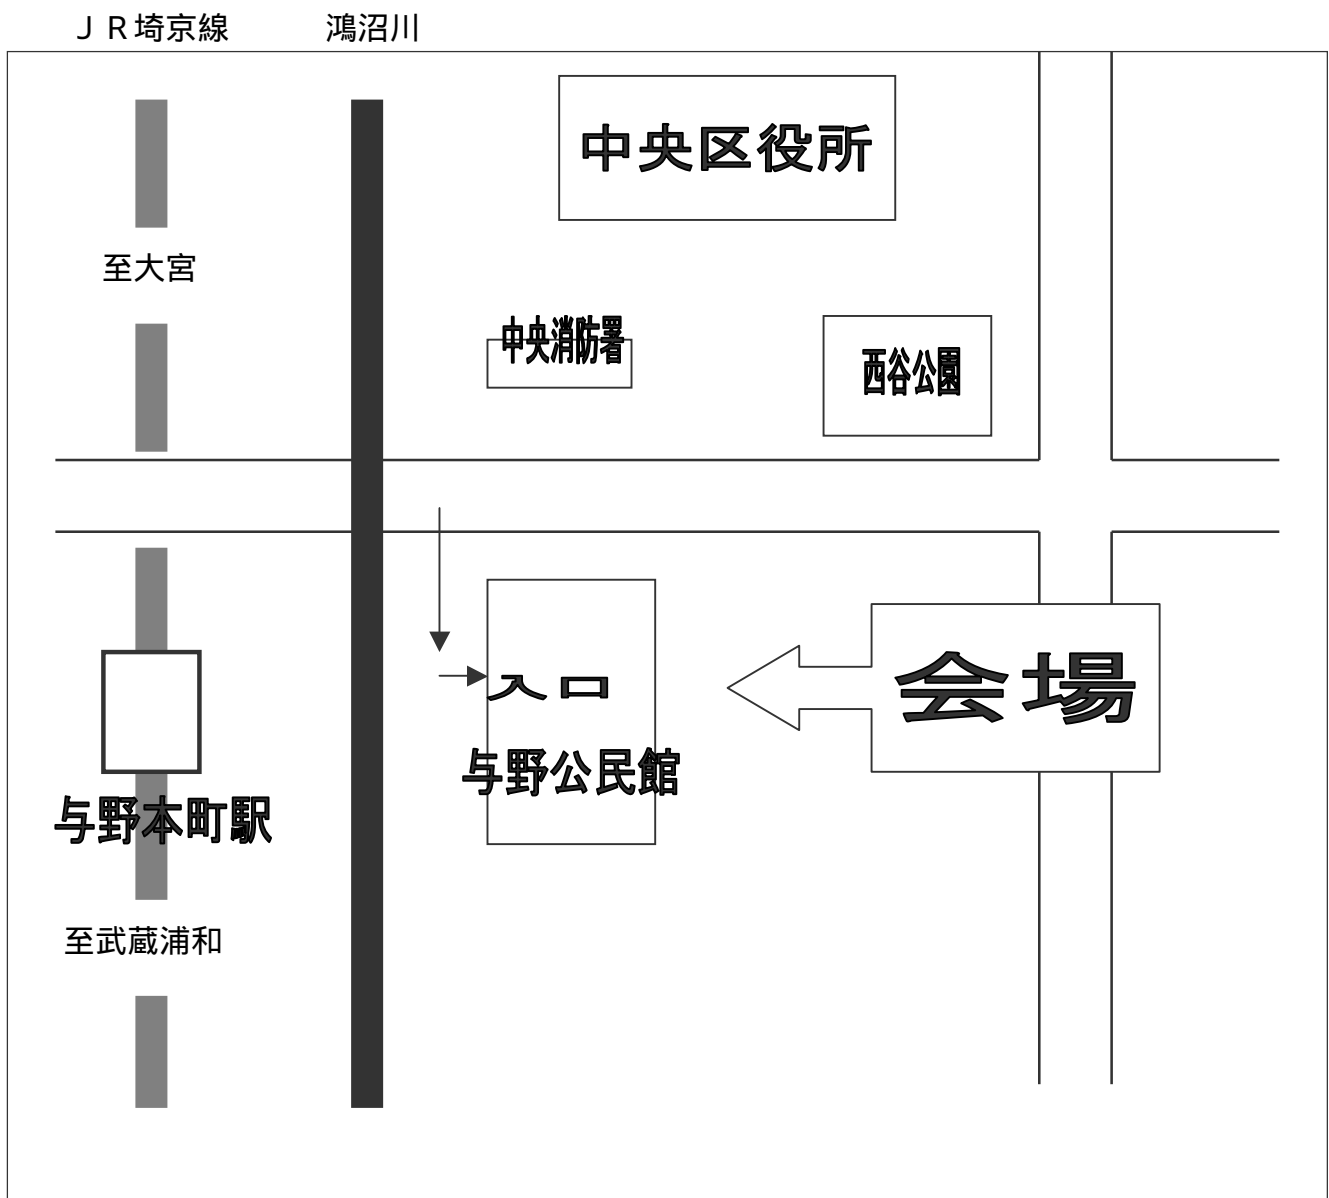 ＪＲ埼京線
鴻沼川
中央区役所
至大宮
中央消防署
西谷公園
入口
会場
与野公民館
与野本町駅
至武蔵浦和